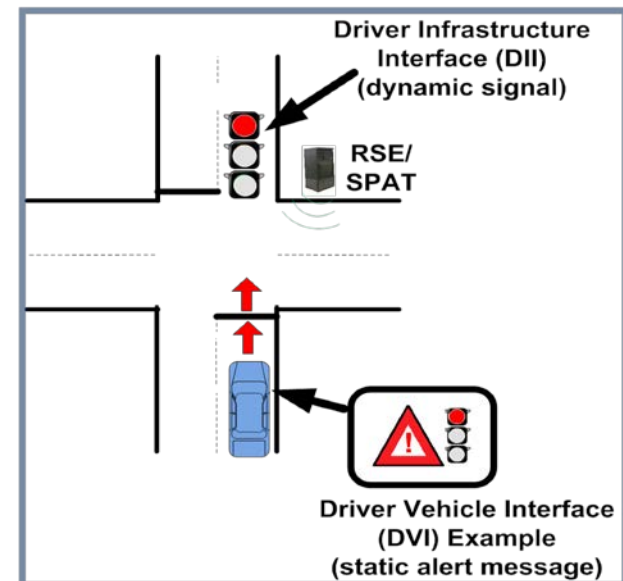 Driver Infrastructure
Interface (DII)
(dynamic signal)
RSE/
SPAT
!
Driver Vehicle Interface
(DVI) Example
(static alert message)